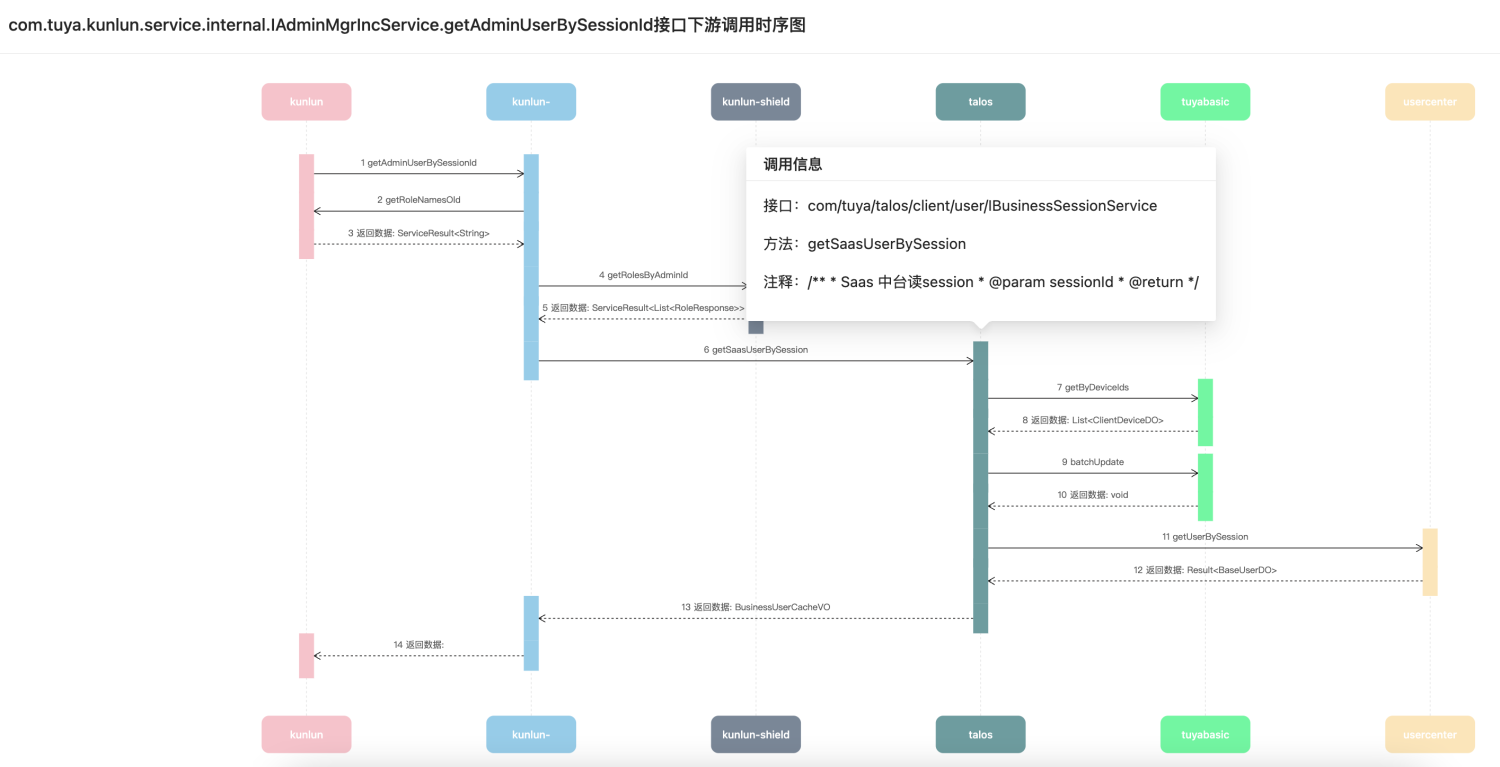 com.tuya.kunlun.service.internal.IAdminMgrIncService.getAdminUserBySessionId接口下游调用时序图
kunlun
kunlun-
kunlun-shield
talos
tuyabasic
usercenter
1 getAdminUserBySessionId
2 getRoleNamesOld
3 返回数据: ServiceResult<String>
4 getRolesByAdminId
5 返回数据: ServiceResult<List<RoleResponse>>
调用信息
接口：com/tuya/talos/client/user/IBusinessSessionService
方法：getSaasUserBySession
注释：/** * Saas 中台读session * @param sessionId * @return */
6 getSaasUserBySession
7 getByDeviceIds
8 返回数据: List<ClientDeviceDO>
9 batchUpdate
10 返回数据: void
11 getUserBySession
12 返回数据: Result<BaseUserDO>
13 返回数据: BusinessUserCacheVO
14 返回数据:
kunlun
kunlun-
kunlun-shield
talos
tuyabasic
usercenter